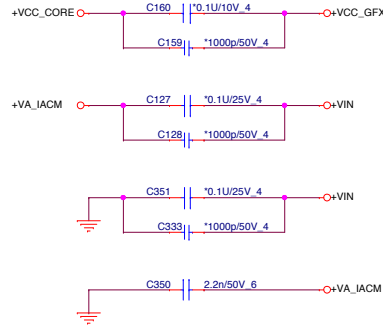 C160 *0.1U/10V_4
+VCC_CORE +VCC_GFX
C159 *1000p/50V_4
C127 *0.1U/25V_4
+VA_IACM +VIN
C128 *1000p/50V_4
C351 *0.1U/25V_4
+VIN
C333 *1000p/50V_4
C350 2.2n/50V_6
+VA_IACM